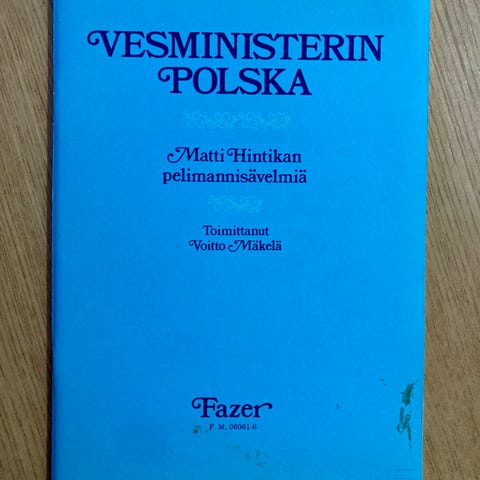 VESMINISTERIN
POLSKA
Matti Hintikan
pelimannisävelmiä
Toimittanut
Voitto Mäkelä
Fazer
F. M. 06061-6